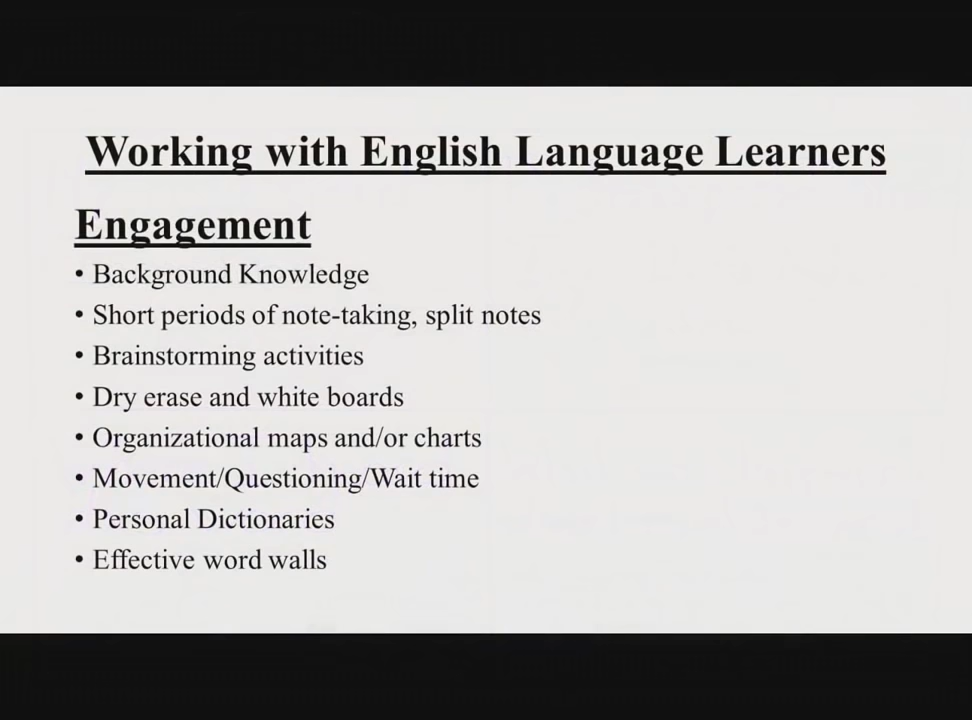 Working with English Language Learners
Engagement
• Background Knowledge
• Short periods of note-taking, split notes
• Brainstorming activities
• Dry erase and white boards
• Organizational maps and/or charts
• Movement/Questioning/Wait time
• Personal Dictionaries
• Effective word walls